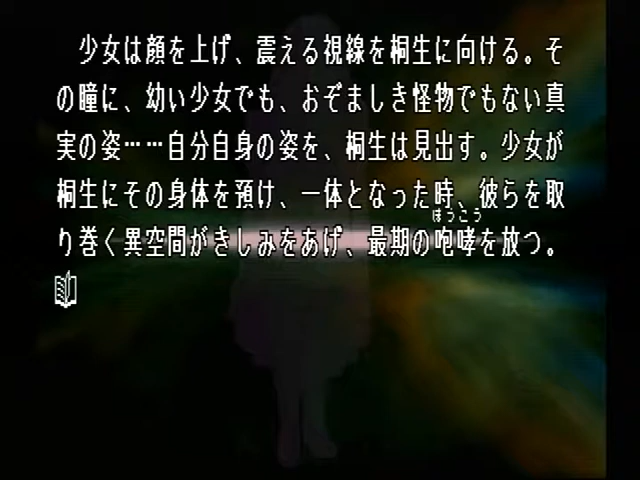 少女は顔を上げ、震える視線を桐生に向ける。そ
の瞳に、幼い少女でも、おぞましき怪物でもない真
実の姿……自分自身の姿を、桐生は見出す。少女が
桐生にその身体を預け、一体となった時、彼らを取
ほうこう
り巻く異空間がきしみをあげ、最期の咆哮を放つ。